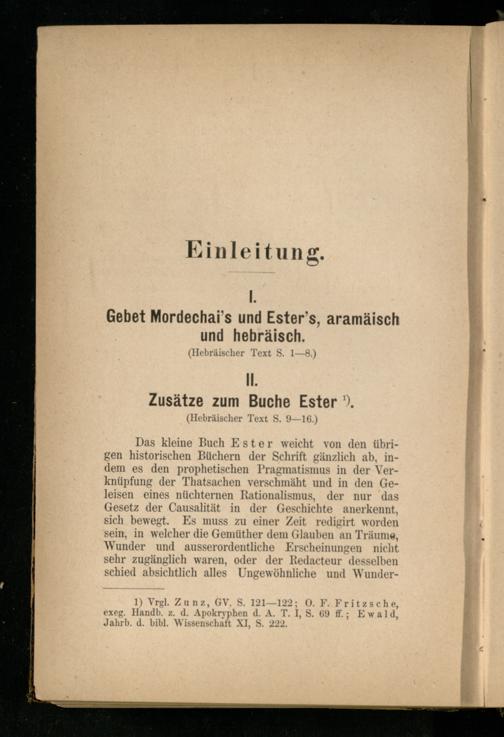 Einleitung.
I.
Gebet Mordechai's und Ester's, aramäisch
und hebräisch.
(Hebräischer Text S. 1—8.)
II.
Zusätze zum Buche Ester ¹).
(Hebräischer Text S. 9—16.)
Das kleine Buch Ester weicht von den übri-
gen historischen Büchern der Schrift gänzlich ab, in-
dem es den prophetischen Pragmatismus in der Ver-
knüpfung der Thatsachen verschmäht und in den Ge-
leisen eines nüchternen Rationalismus, der nur das
Gesetz der Causalität in der Geschichte anerkennt,
sich bewegt. Es muss zu einer Zeit redigirt worden
sein, in welcher die Gemüther dem Glauben an Träume,
Wunder und ausserordentliche Erscheinungen nicht
sehr zugänglich waren, oder der Redacteur desselben
schied absichtlich alles Ungewöhnliche und Wunder-
1) Vrgl. Zunz, GV. S. 121—122; O. F. Fritzsche,
exeg. Handb. z. d. Apokryphen d. A. T. I, S. 69 ff.; Ewald,
Jahrb. d. bibl. Wissenschaft XI, S. 222.